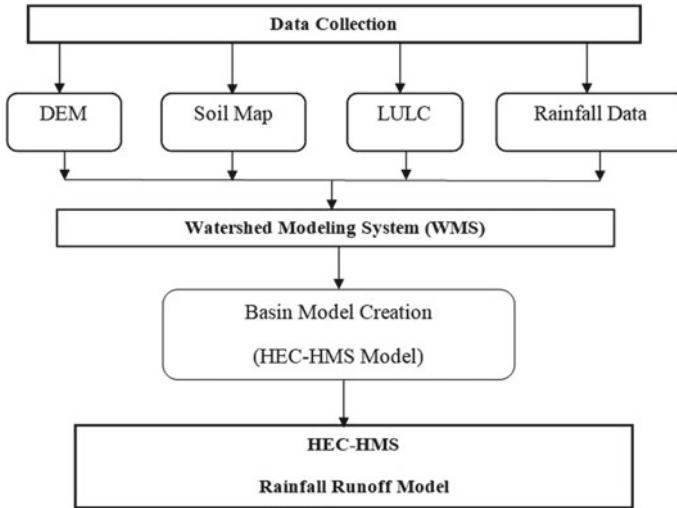 Data Collection
DEM
Soil Map
LULC
Rainfall Data
Watershed Modeling System (WMS)
Basin Model Creation
(HEC-HMS Model)
HEC-HMS
Rainfall Runoff Model